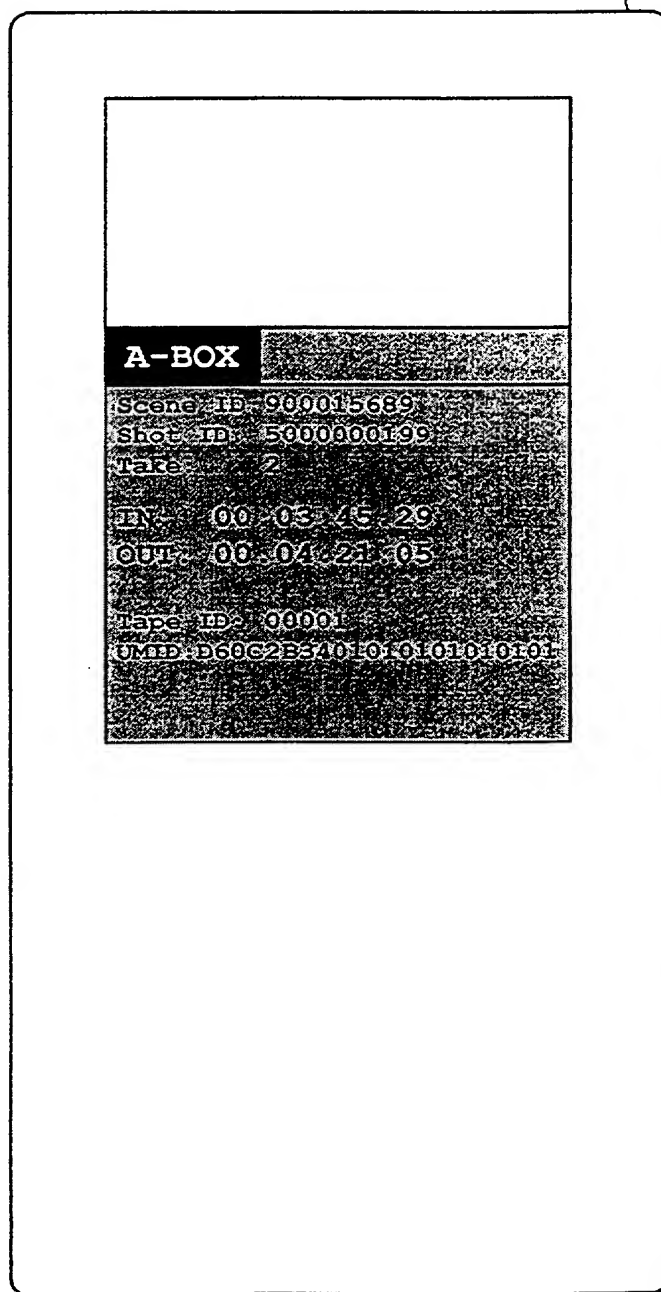 A-BOX
Scene ID: 900015689
Shot ID: 5000000199
Take: 2
IN: 00:03:45:29
OUT: 00:04:21:05
Tape ID: 00001
UMID:D60C2B3401010101010101